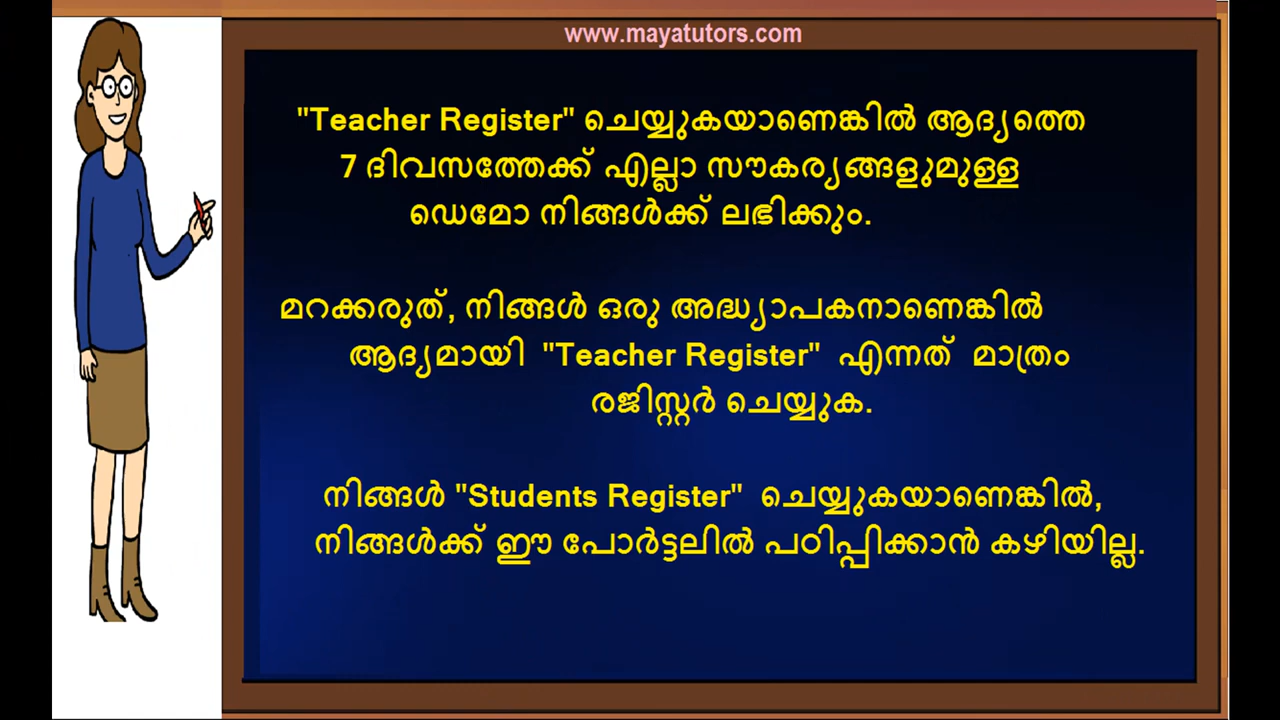 www.mayatutors.com
"Teacher Register" ചെയ്യുകയാണെങ്കിൽ ആദ്യത്തെ
7 ദിവസത്തേക്ക് എല്ലാ സൗകര്യങ്ങളുമുള്ള
ഡെമോ നിങ്ങൾക്ക് ലഭിക്കും.
മറക്കരുത്, നിങ്ങൾ ഒരു അദ്ധ്യാപകനാണെങ്കിൽ
ആദ്യമായി "Teacher Register" എന്നത് മാത്രം
രജിസ്റ്റർ ചെയ്യുക.
നിങ്ങൾ "Students Register" ചെയ്യുകയാണെങ്കിൽ,
നിങ്ങൾക്ക് ഈ പോർട്ടലിൽ പഠിപ്പിക്കാൻ കഴിയില്ല.